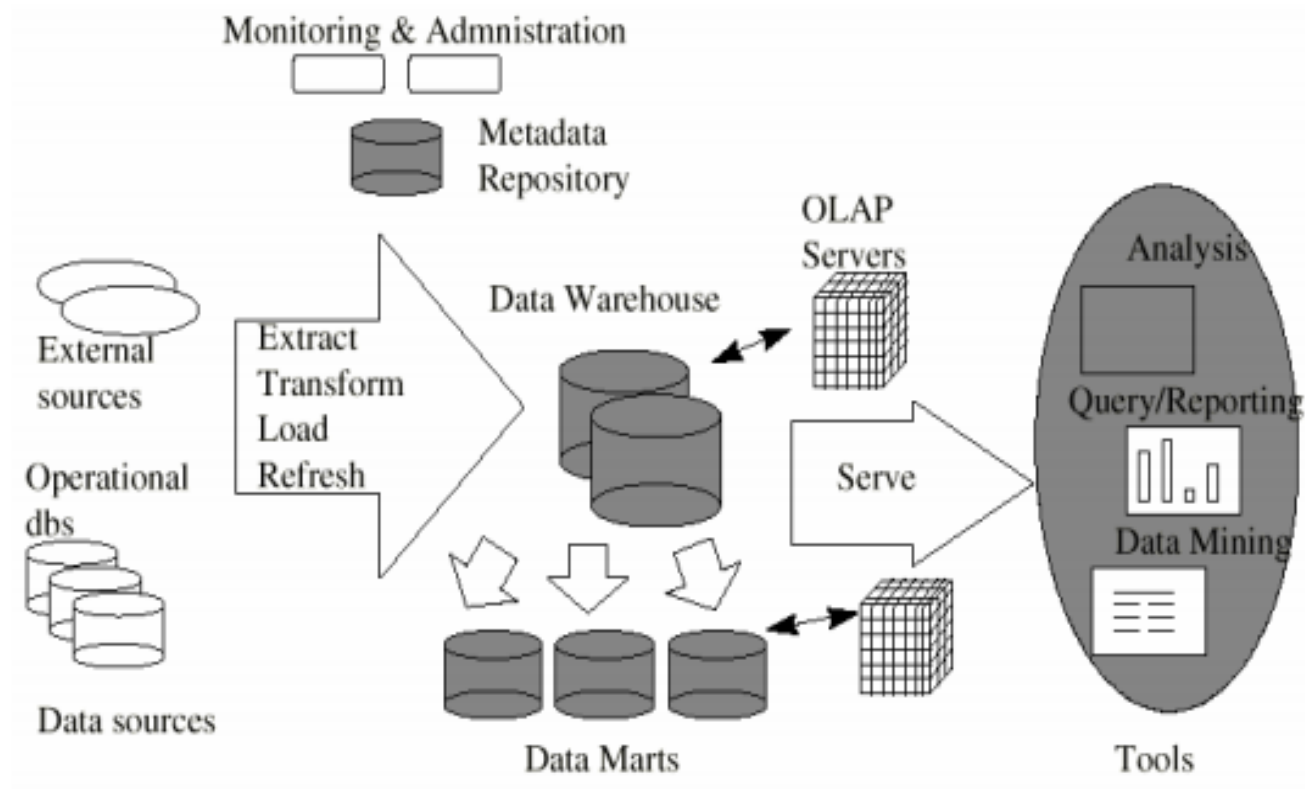 Monitoring & Admnistration
Metadata
Repository
OLAP
Servers
Analysis
Data Warehouse
External
sources
Extract
Transform
Load
Refresh
Query/Reporting
Operational
dbs
Serve
Data Mining
Data sources
Data Marts
Tools